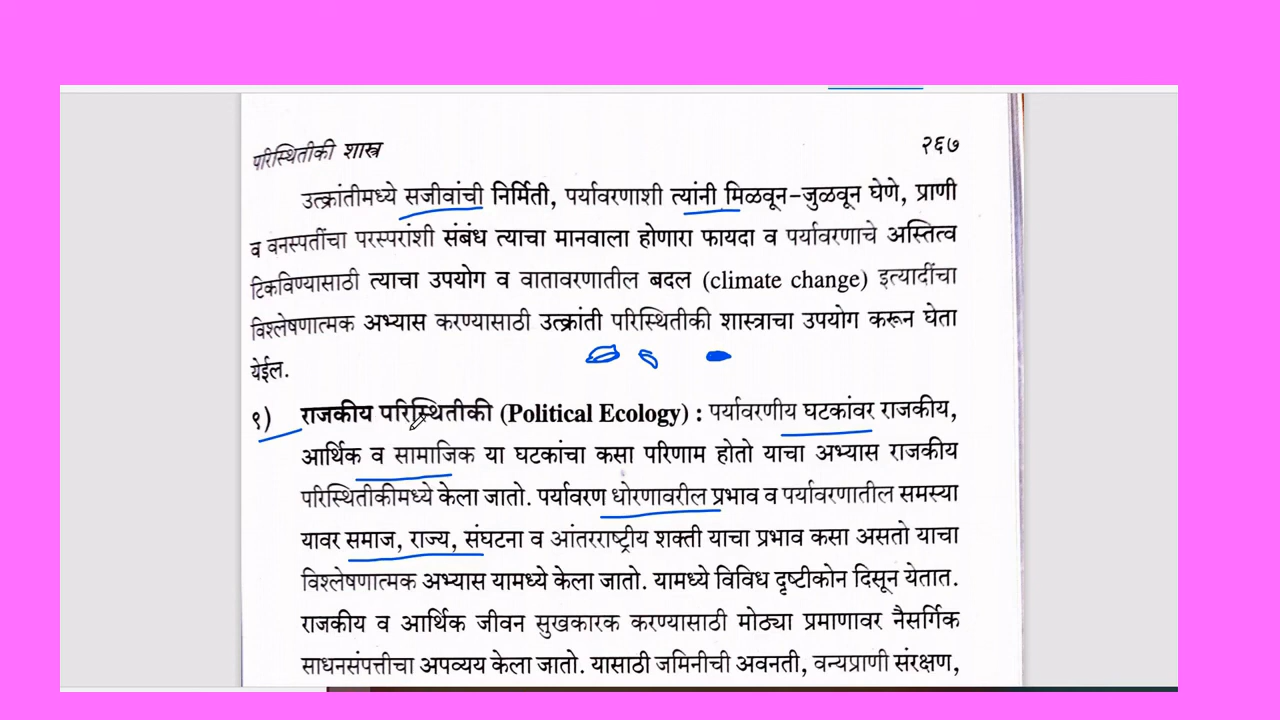 परिस्थितीकी शास्त्र २६७
उत्क्रांतीमध्ये सजीवांची निर्मिती, पर्यावरणाशी त्यांनी मिळवून-जुळवून घेणे, प्राणी
व वनस्पतींचा परस्परांशी संबंध त्याचा मानवाला होणारा फायदा व पर्यावरणाचे अस्तित्व
टिकविण्यासाठी त्याचा उपयोग व वातावरणातील बदल (climate change) इत्यादींचा
विश्लेषणात्मक अभ्यास करण्यासाठी उत्क्रांती परिस्थितीकी शास्त्राचा उपयोग करून घेता
येईल.
९) राजकीय परिस्थितीकी (Political Ecology) : पर्यावरणीय घटकांवर राजकीय,
आर्थिक व सामाजिक या घटकांचा कसा परिणाम होतो याचा अभ्यास राजकीय
परिस्थितीकीमध्ये केला जातो. पर्यावरण धोरणावरील प्रभाव व पर्यावरणातील समस्या
यावर समाज, राज्य, संघटना व आंतरराष्ट्रीय शक्ती याचा प्रभाव कसा असतो याचा
विश्लेषणात्मक अभ्यास यामध्ये केला जातो. यामध्ये विविध दृष्टीकोन दिसून येतात.
राजकीय व आर्थिक जीवन सुखकारक करण्यासाठी मोठ्या प्रमाणावर नैसर्गिक
साधनसंपत्तीचा अपव्यय केला जातो. यासाठी जमिनीची अवनती, वन्यप्राणी संरक्षण,